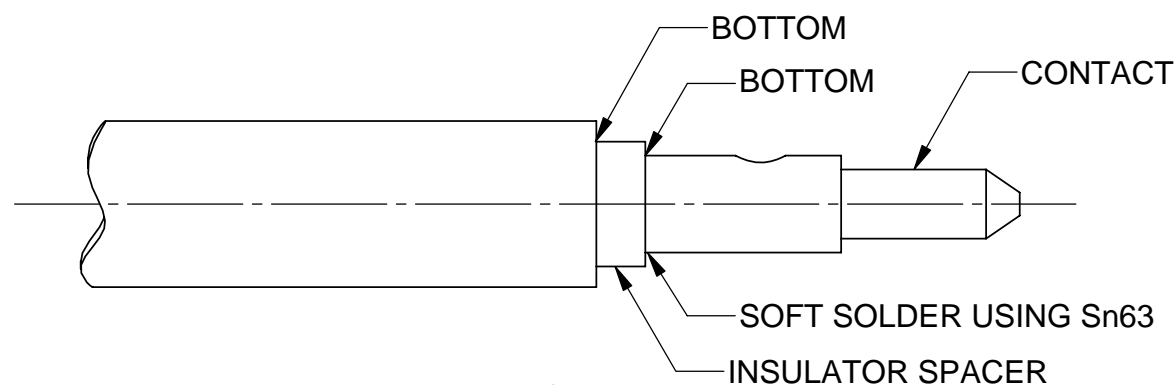 BOTTOM
CONTACT
BOTTOM
SOFT SOLDER USING Sn63
INSULATOR SPACER